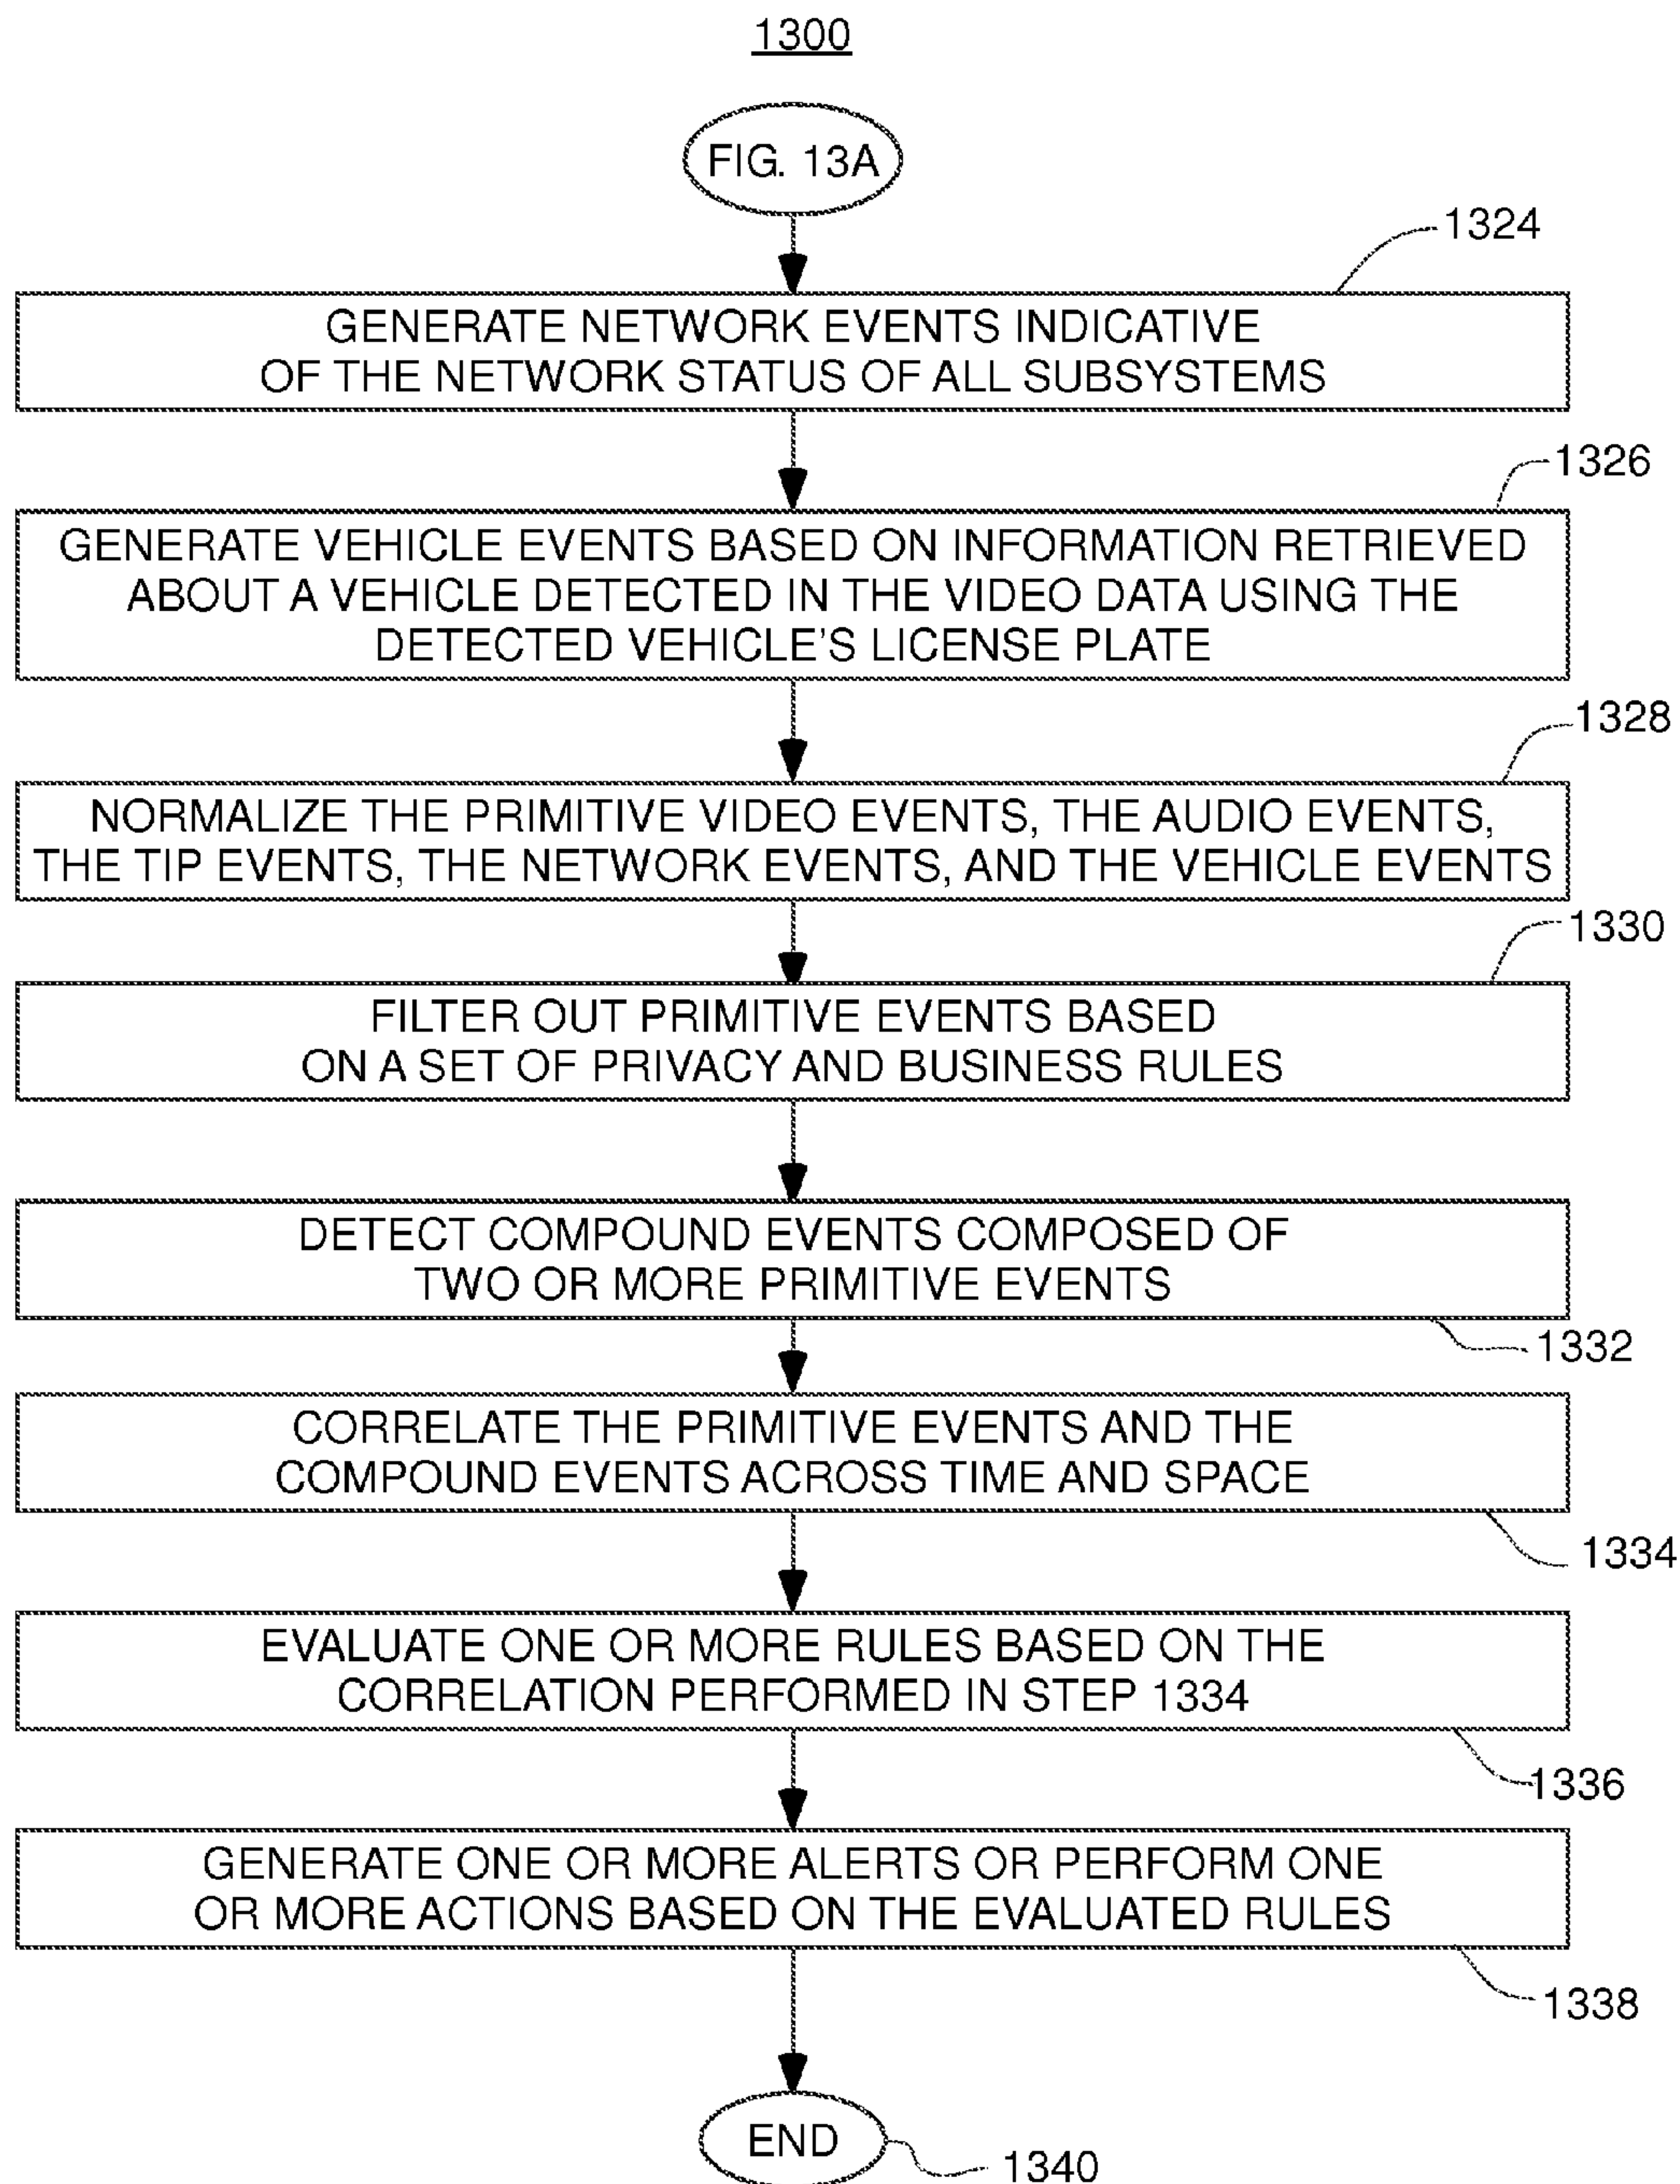 1300
FIG. 13A
1324
GENERATE NETWORK EVENTS INDICATIVE
OF THE NETWORK STATUS OF ALL SUBSYSTEMS
1326
GENERATE VEHICLE EVENTS BASED ON INFORMATION RETRIEVED
ABOUT A VEHICLE DETECTED IN THE VIDEO DATA USING THE
DETECTED VEHICLE'S LICENSE PLATE
1328
NORMALIZE THE PRIMITIVE VIDEO EVENTS, THE AUDIO EVENTS,
THE TIP EVENTS, THE NETWORK EVENTS, AND THE VEHICLE EVENTS
1330
FILTER OUT PRIMITIVE EVENTS BASED
ON A SET OF PRIVACY AND BUSINESS RULES
DETECT COMPOUND EVENTS COMPOSED OF
TWO OR MORE PRIMITIVE EVENTS
1332
CORRELATE THE PRIMITIVE EVENTS AND THE
COMPOUND EVENTS ACROSS TIME AND SPACE
1334
EVALUATE ONE OR MORE RULES BASED ON THE
CORRELATION PERFORMED IN STEP 1334
1336
GENERATE ONE OR MORE ALERTS OR PERFORM ONE
OR MORE ACTIONS BASED ON THE EVALUATED RULES
1338
END
1340